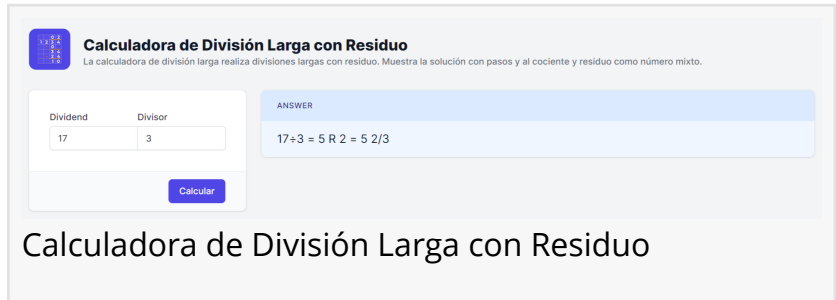 Calculadora de División Larga con Residuo
La calculadora de división larga realiza divisiones largas con residuo. Muestra la solución con pasos y al cociente y residuo como número mixto.
Dividend Divisor
17 3
Calcular
ANSWER
17÷3 = 5 R 2 = 5 2/3
Calculadora de División Larga con Residuo